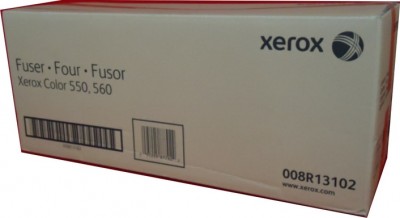 xerox
Fuser • Four • Fusor
Xerox Color 550, 560
008R13102
www.xerox.com